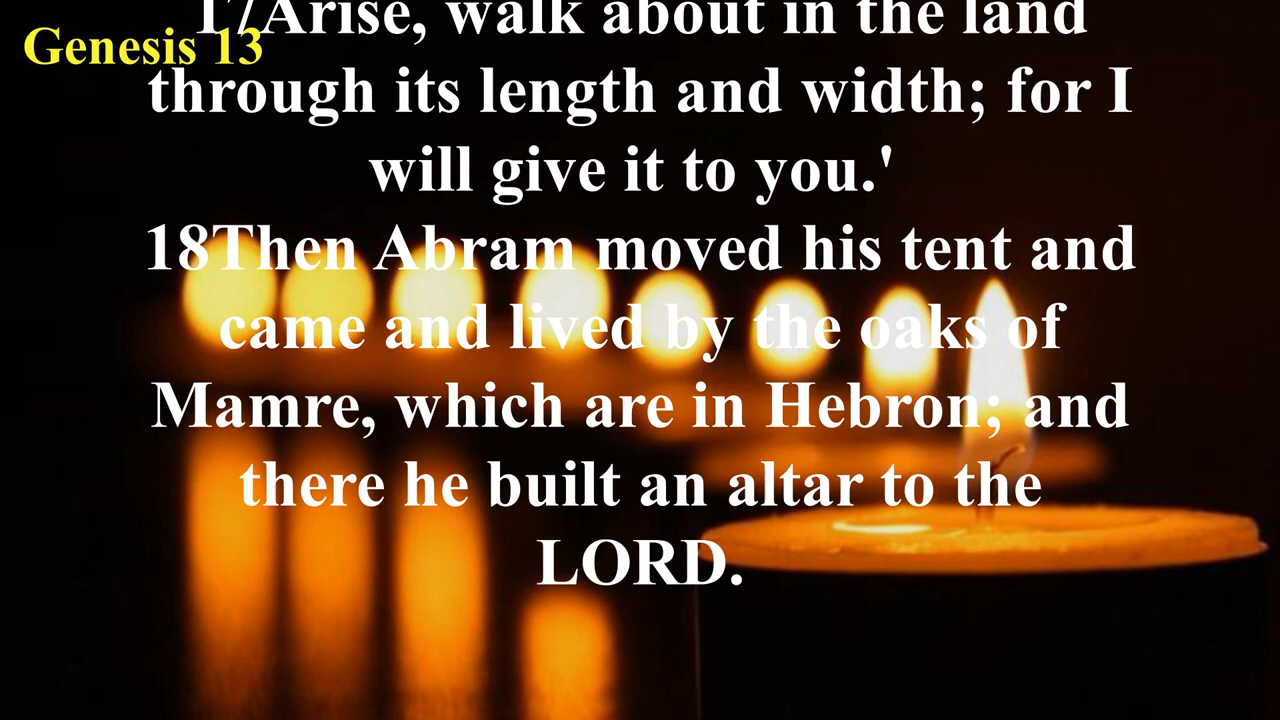 Genesis 13
17Arise, walk about in the land
through its length and width; for I
will give it to you.'
18Then Abram moved his tent and
came and lived by the oaks of
Mamre, which are in Hebron; and
there he built an altar to the
LORD.